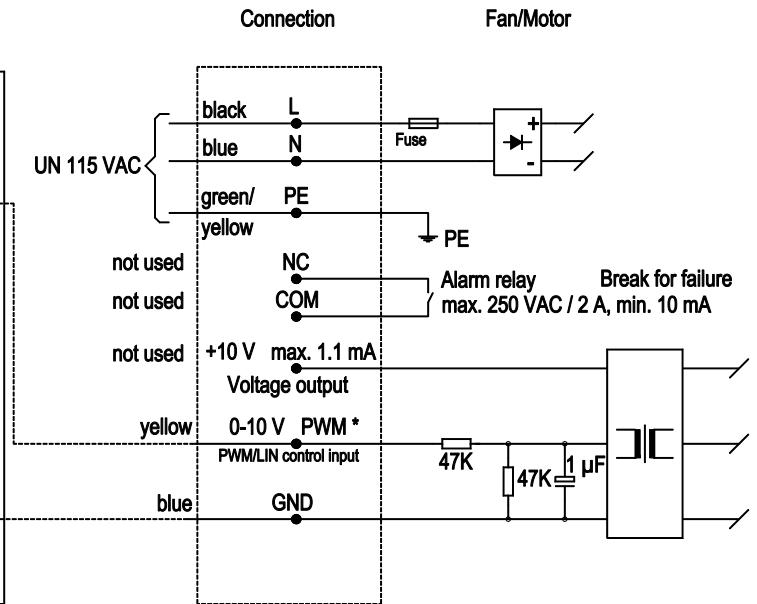 Connection Fan/Motor
black L
Fuse
+
blue N
-
UN 115 VAC
green/ PE
yellow
PE
not used NC
Alarm relay Break for failure
not used COM
max. 250 VAC / 2 A, min. 10 mA
not used +10 V max. 1.1 mA
Voltage output
yellow 0-10 V PWM *
PWM/LIN control input
47K
47K
1 µF
blue GND